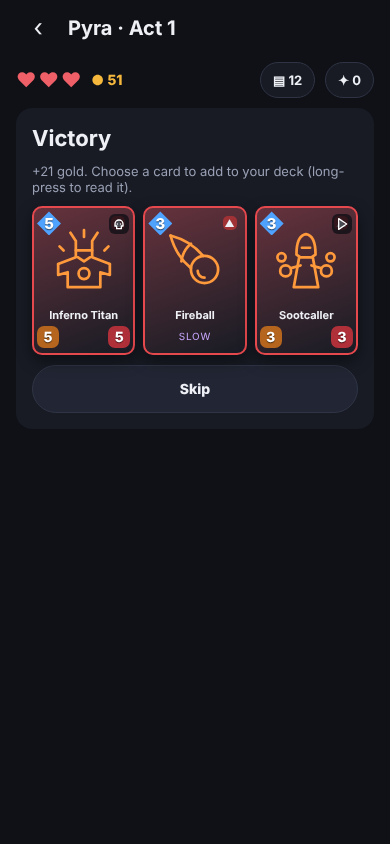 Pyra · Act 1
51
12
0
Victory
+21 gold. Choose a card to add to your deck (long-
press to read it).
5
3
3
Inferno Titan
Fireball
Sootcaller
SLOW
5
5
3
3
Skip